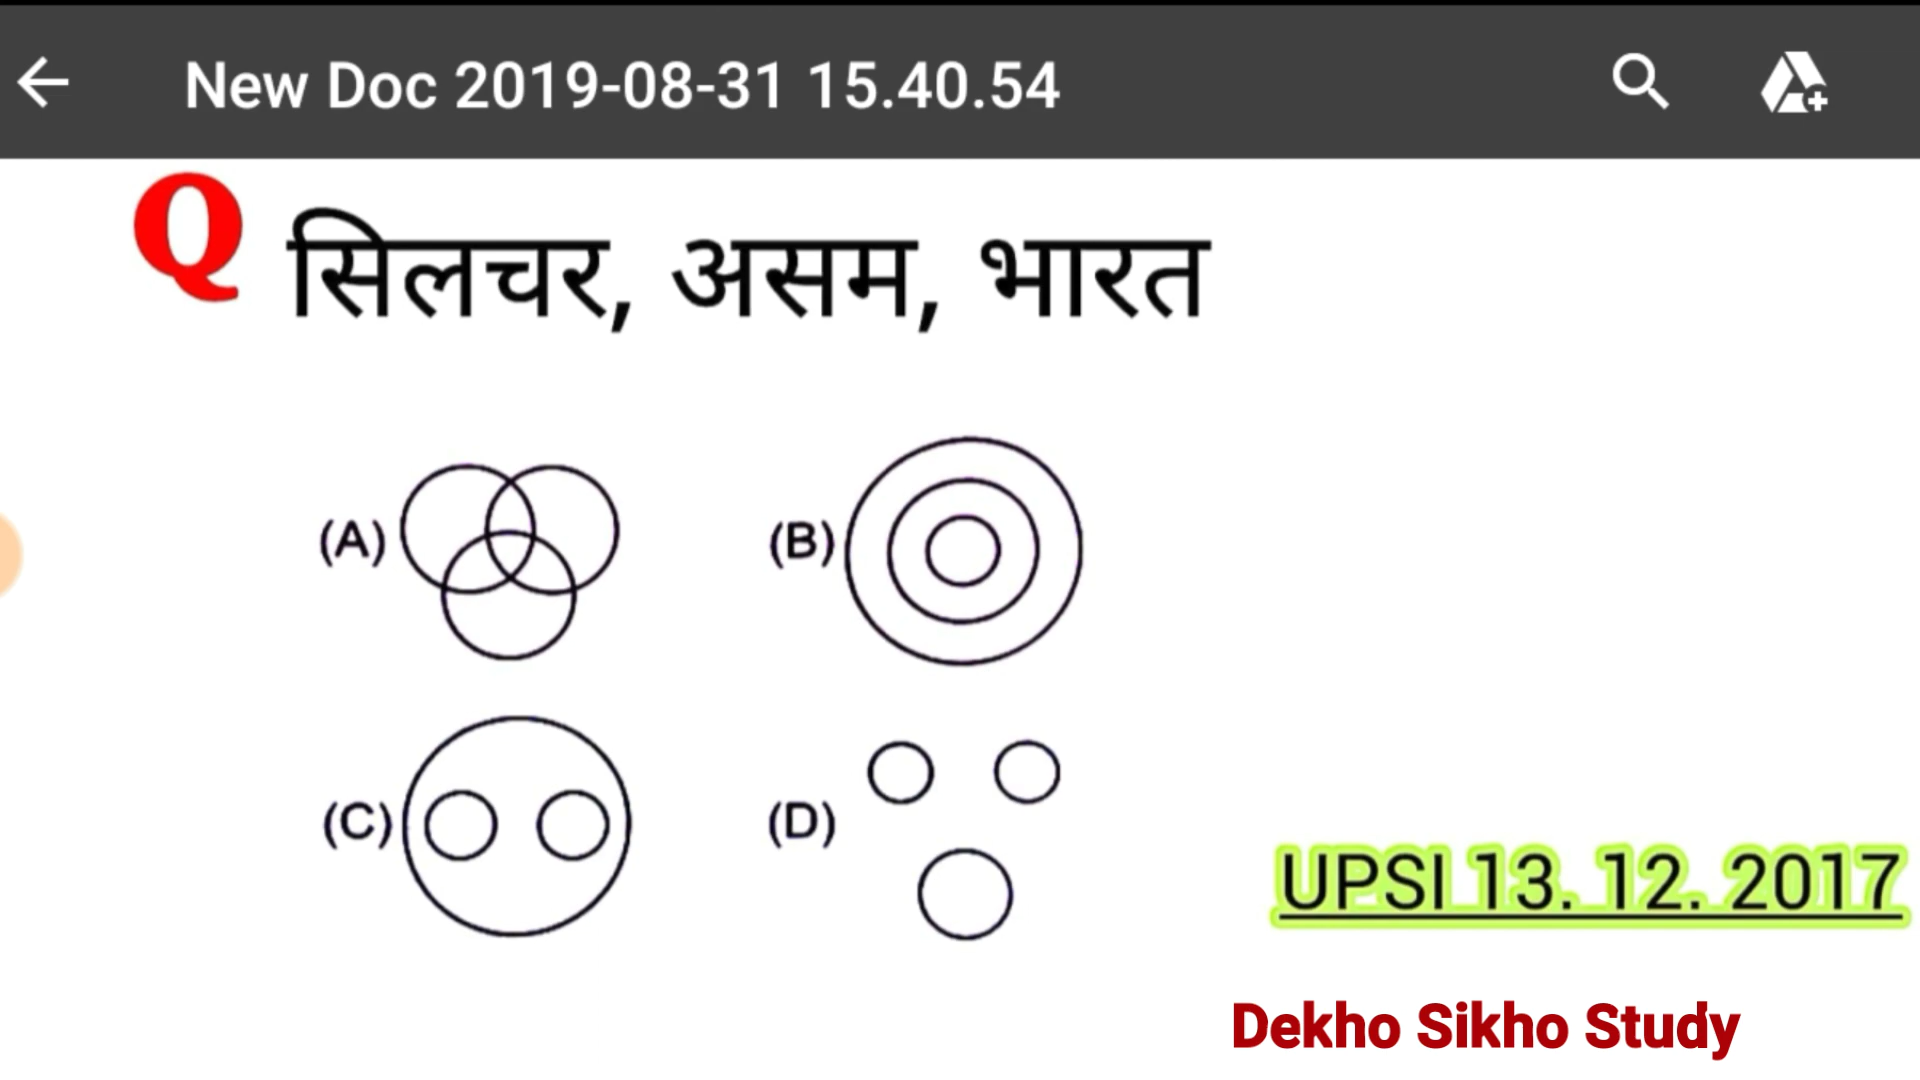 New Doc 2019-08-31 15.40.54
Q सिलचर, असम, भारत
(A) (B)
(C) (D)
UPSI 13. 12. 2017
Dekho Sikho Study